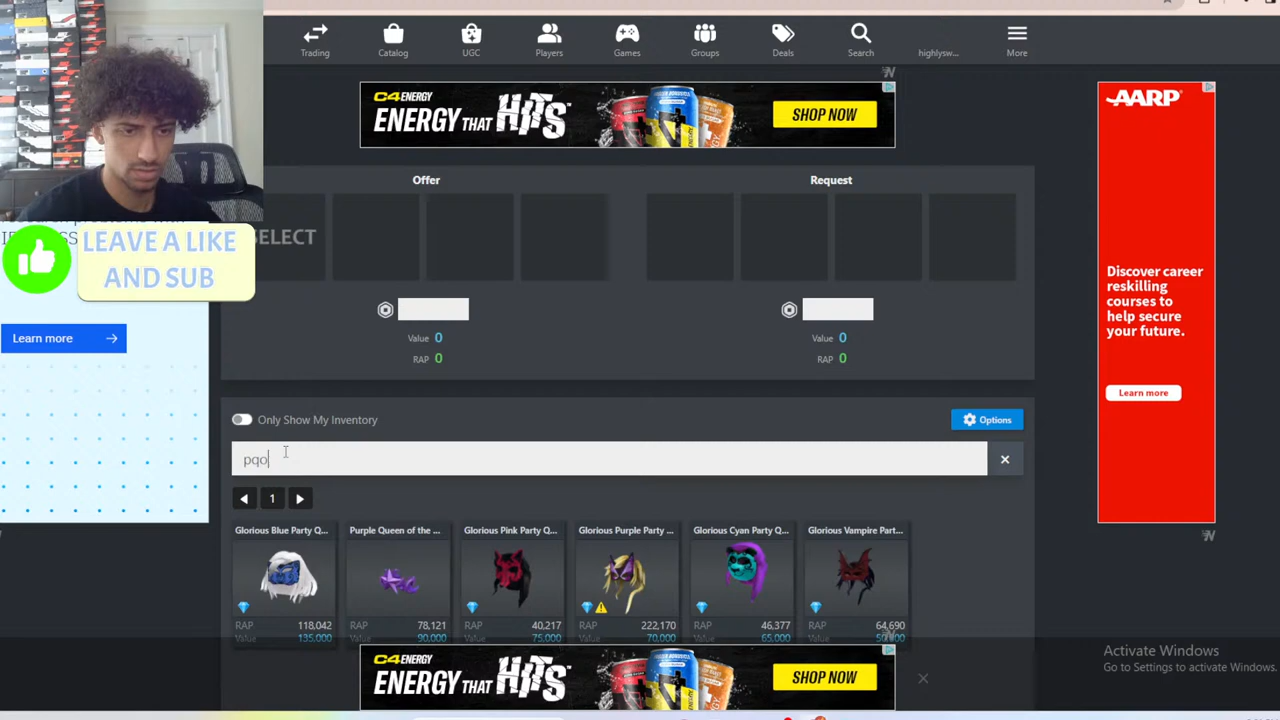 Trading
Catalog
UGC
Players
Games
Groups
Deals
Search
highlysw...
More
C4 ENERGY
ENERGY THAT HITS
SHOP NOW
AARP
Offer
Request
SELECT
LEAVE A LIKE
AND SUB
Value 0
RAP 0
Value 0
RAP 0
Learn more
Discover career
reskilling
courses to
help secure
your future.
Learn more
Only Show My Inventory
Options
pqo
1
Glorious Blue Party Q...
Purple Queen of the ...
Glorious Pink Party Q...
Glorious Purple Party ...
Glorious Cyan Party Q...
Glorious Vampire Part...
RAP 118,042
Value 135,000
RAP 78,121
Value 90,000
RAP 40,217
Value 75,000
RAP 222,170
Value 70,000
RAP 46,377
Value 65,000
RAP 64,690
Value
C4 ENERGY
ENERGY THAT HITS
SHOP NOW
Activate Windows
Go to Settings to activate Windows.